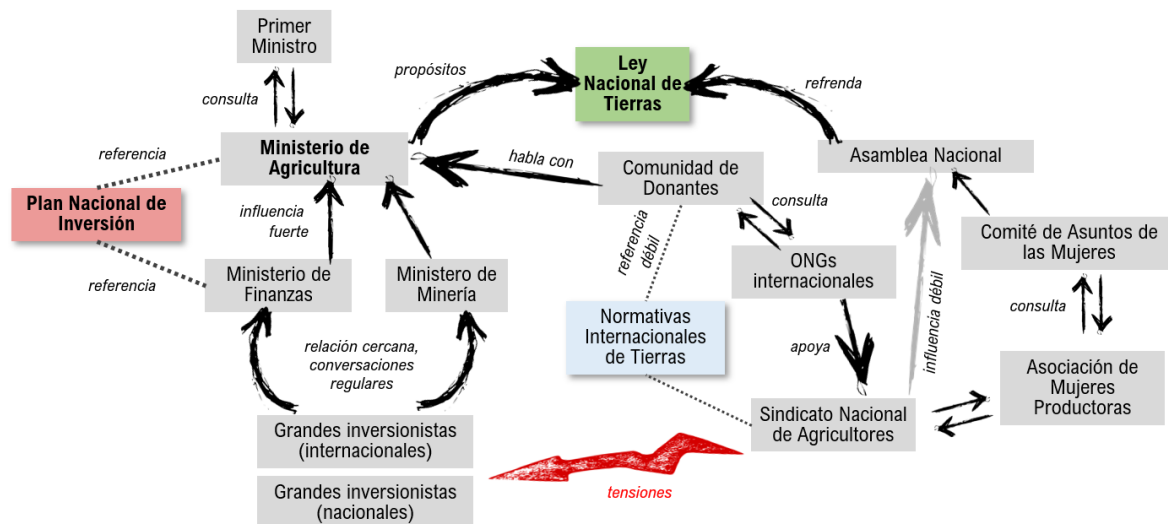 Primer
Ministro
Ley
Nacional de
Tierras
propósitos
refrenda
consulta
Ministerio de
Agricultura
referencia
habla con
Comunidad de
Donantes
Asamblea Nacional
Plan Nacional de
Inversión
influencia
fuerte
consulta
referencia
débil
Comité de Asuntos de
las Mujeres
referencia
Ministerio de
Finanzas
Ministero de
Minería
ONGs
internacionales
influencia débil
consulta
Normativas
Internacionales
de Tierras
relación cercana,
conversaciones
regulares
apoya
Asociación de
Mujeres
Productoras
Grandes inversionistas
(internacionales)
Sindicato Nacional
de Agricultores
Grandes inversionistas
(nacionales)
tensiones